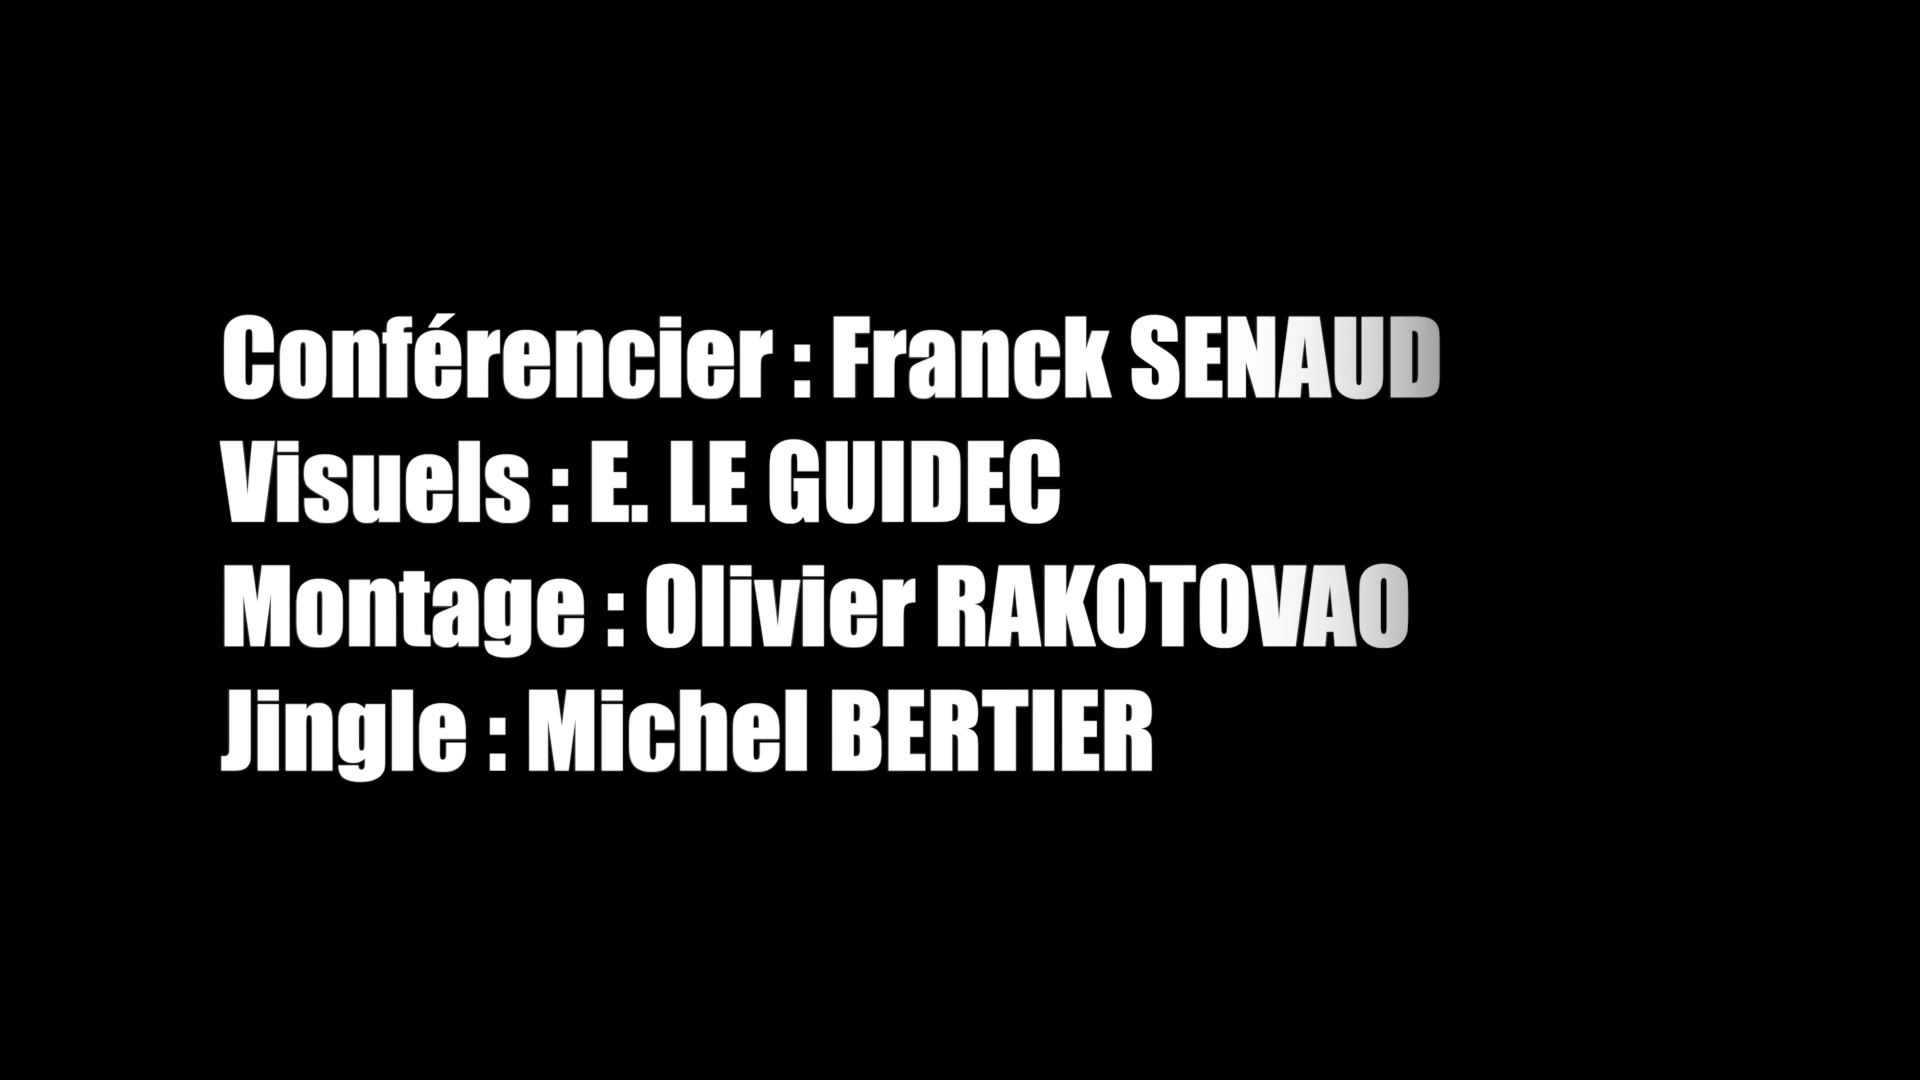 Conférencier : Franck SENAUD
Visuels : E. LE GUIDEC
Montage : Olivier RAKOTOVAO
Jingle : Michel BERTIER